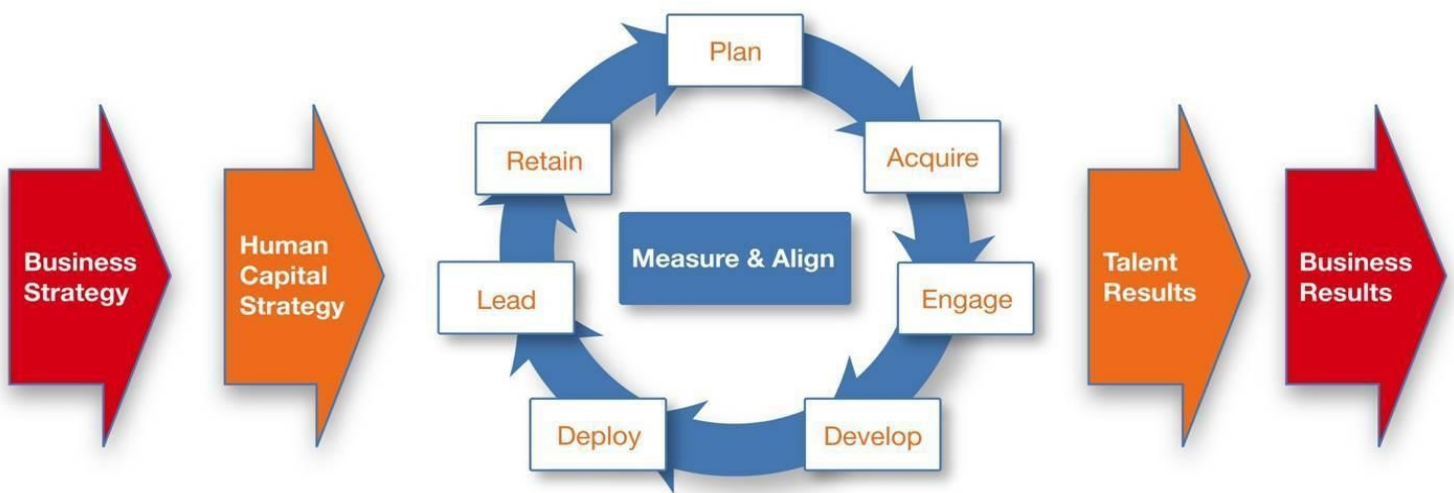 Business
Strategy
Human
Capital
Strategy
Plan
Acquire
Engage
Develop
Deploy
Lead
Retain
Measure & Align
Talent
Results
Business
Results